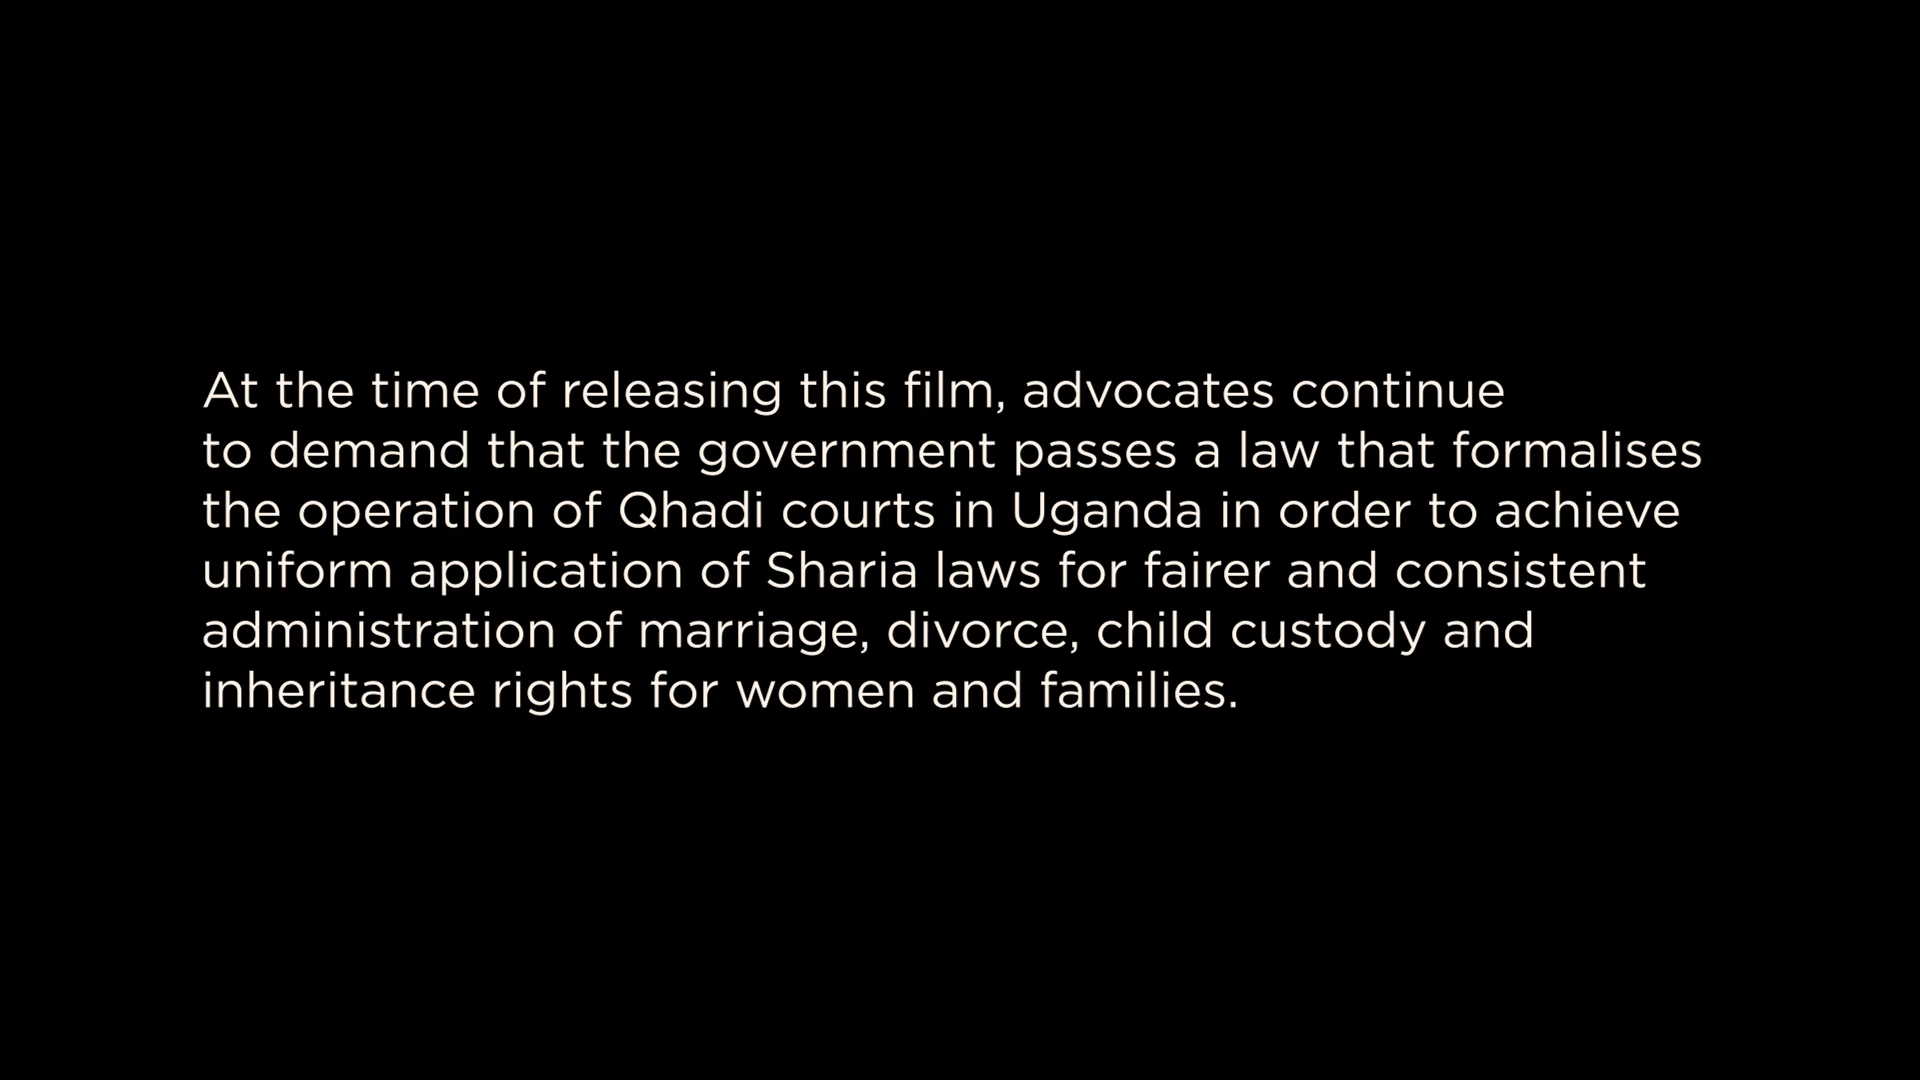 At the time of releasing this film, advocates continue
to demand that the government passes a law that formalises
the operation of Qhadi courts in Uganda in order to achieve
uniform application of Sharia laws for fairer and consistent
administration of marriage, divorce, child custody and
inheritance rights for women and families.